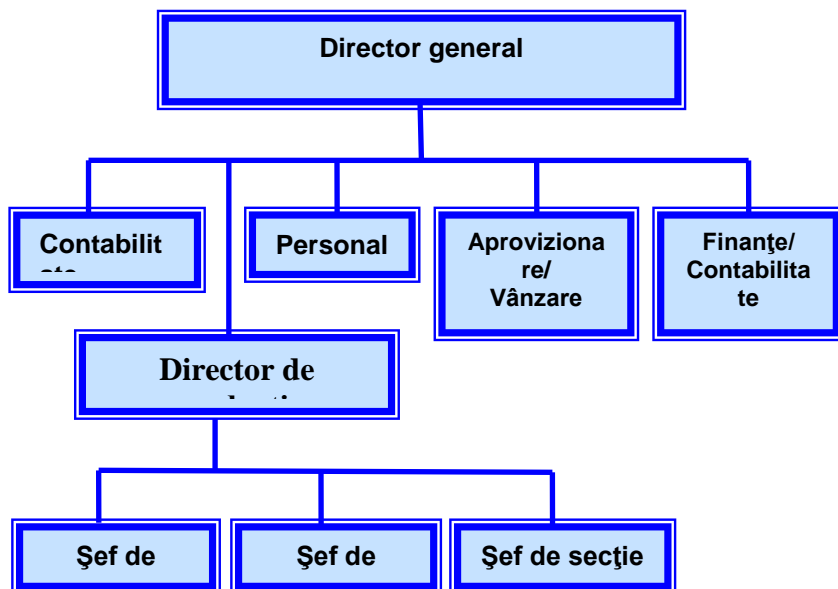 Director general
Contabilit
Personal
Aproviziona
re/
Vânzare
Finanţe/
Contabilita
te
Director de
Şef de
Şef de
Şef de secţie